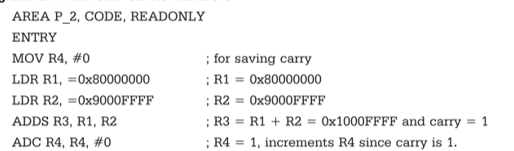 AREA P_2, CODE, READONLY
ENTRY
MOV R4, #0 ; for saving carry
LDR R1, =0x80000000 ; R1 = 0x80000000
LDR R2, =0x9000FFFF ; R2 = 0x9000FFFF
ADDS R3, R1, R2 ; R3 = R1 + R2 = 0x1000FFFF and carry = 1
ADC R4, R4, #0 ; R4 = 1, increments R4 since carry is 1.